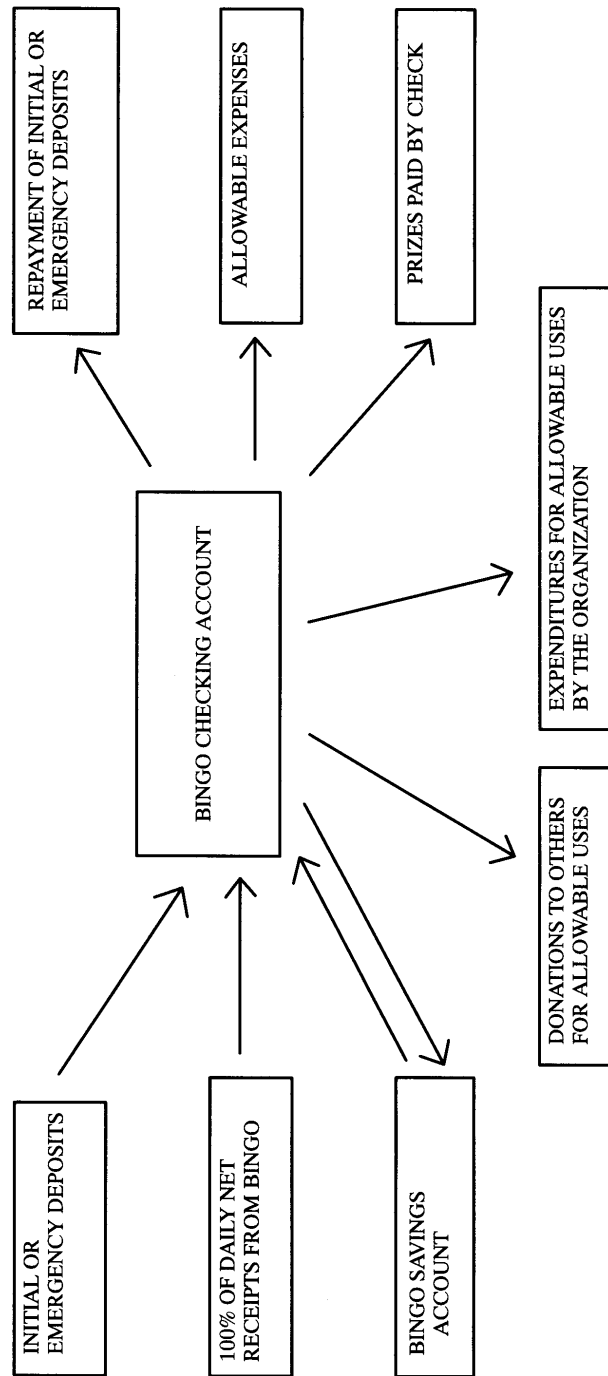 INITIAL OR
EMERGENCY DEPOSITS
100% OF DAILY NET
RECEIPTS FROM BINGO
BINGO SAVINGS
ACCOUNT
BINGO CHECKING ACCOUNT
REPAYMENT OF INITIAL OR
EMERGENCY DEPOSITS
ALLOWABLE EXPENSES
PRIZES PAID BY CHECK
DONATIONS TO OTHERS
FOR ALLOWABLE USES
EXPENDITURES FOR ALLOWABLE USES
BY THE ORGANIZATION